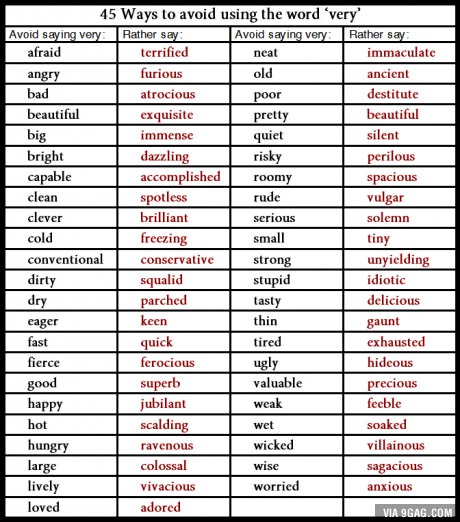 45 Ways to avoid using the word ‘very’
Avoid saying very: Rather say: Avoid saying very: Rather say:
afraid terrified neat immaculate
angry furious old ancient
bad atrocious poor destitute
beautiful exquisite pretty beautiful
big immense quiet silent
bright dazzling risky perilous
capable accomplished roomy spacious
clean spotless rude vulgar
clever brilliant serious solemn
cold freezing small tiny
conventional conservative strong unyielding
dirty squalid stupid idiotic
dry parched tasty delicious
eager keen thin gaunt
fast quick tired exhausted
fierce ferocious ugly hideous
good superb valuable precious
happy jubilant weak feeble
hot scalding wet soaked
hungry ravenous wicked villainous
large colossal wise sagacious
lively vivacious worried anxious
loved adored
VIA 9GAG.COM